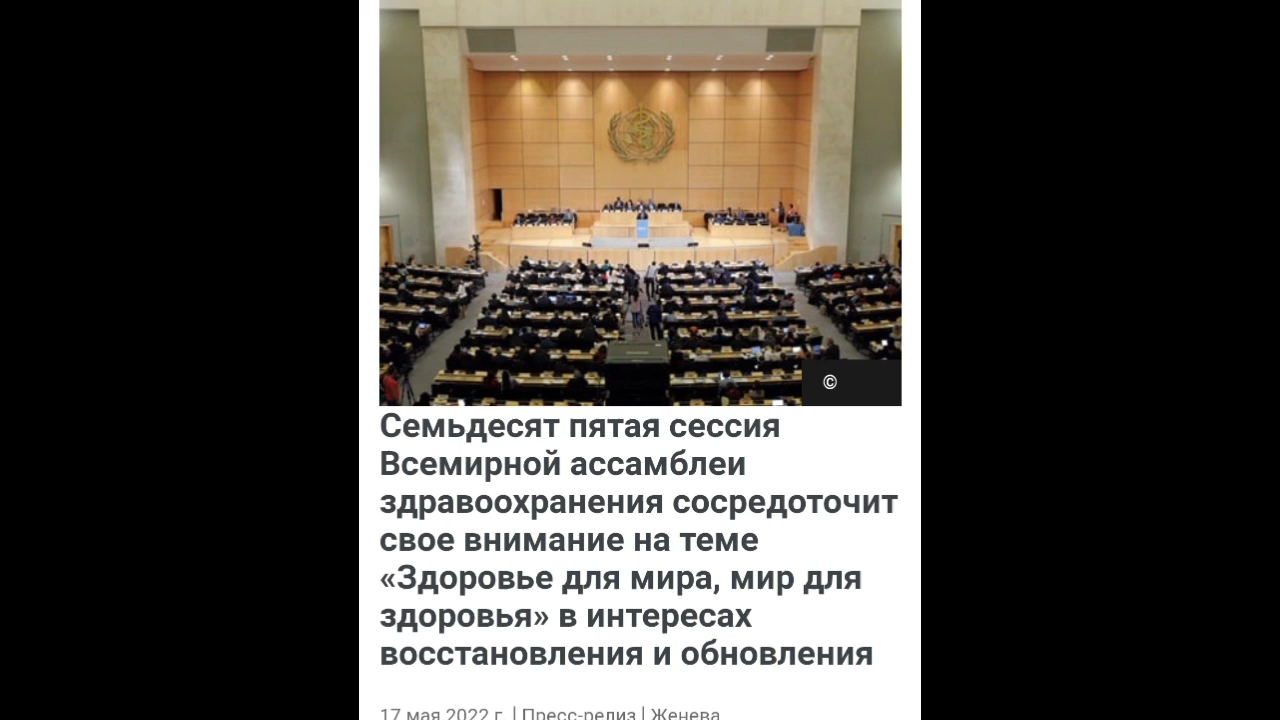 ©
Семьдесят пятая сессия
Всемирной ассамблеи
здравоохранения сосредоточит
свое внимание на теме
«Здоровье для мира, мир для
здоровья» в интересах
восстановления и обновления
17 мая 2022 г. | Пресс-релиз | Женева